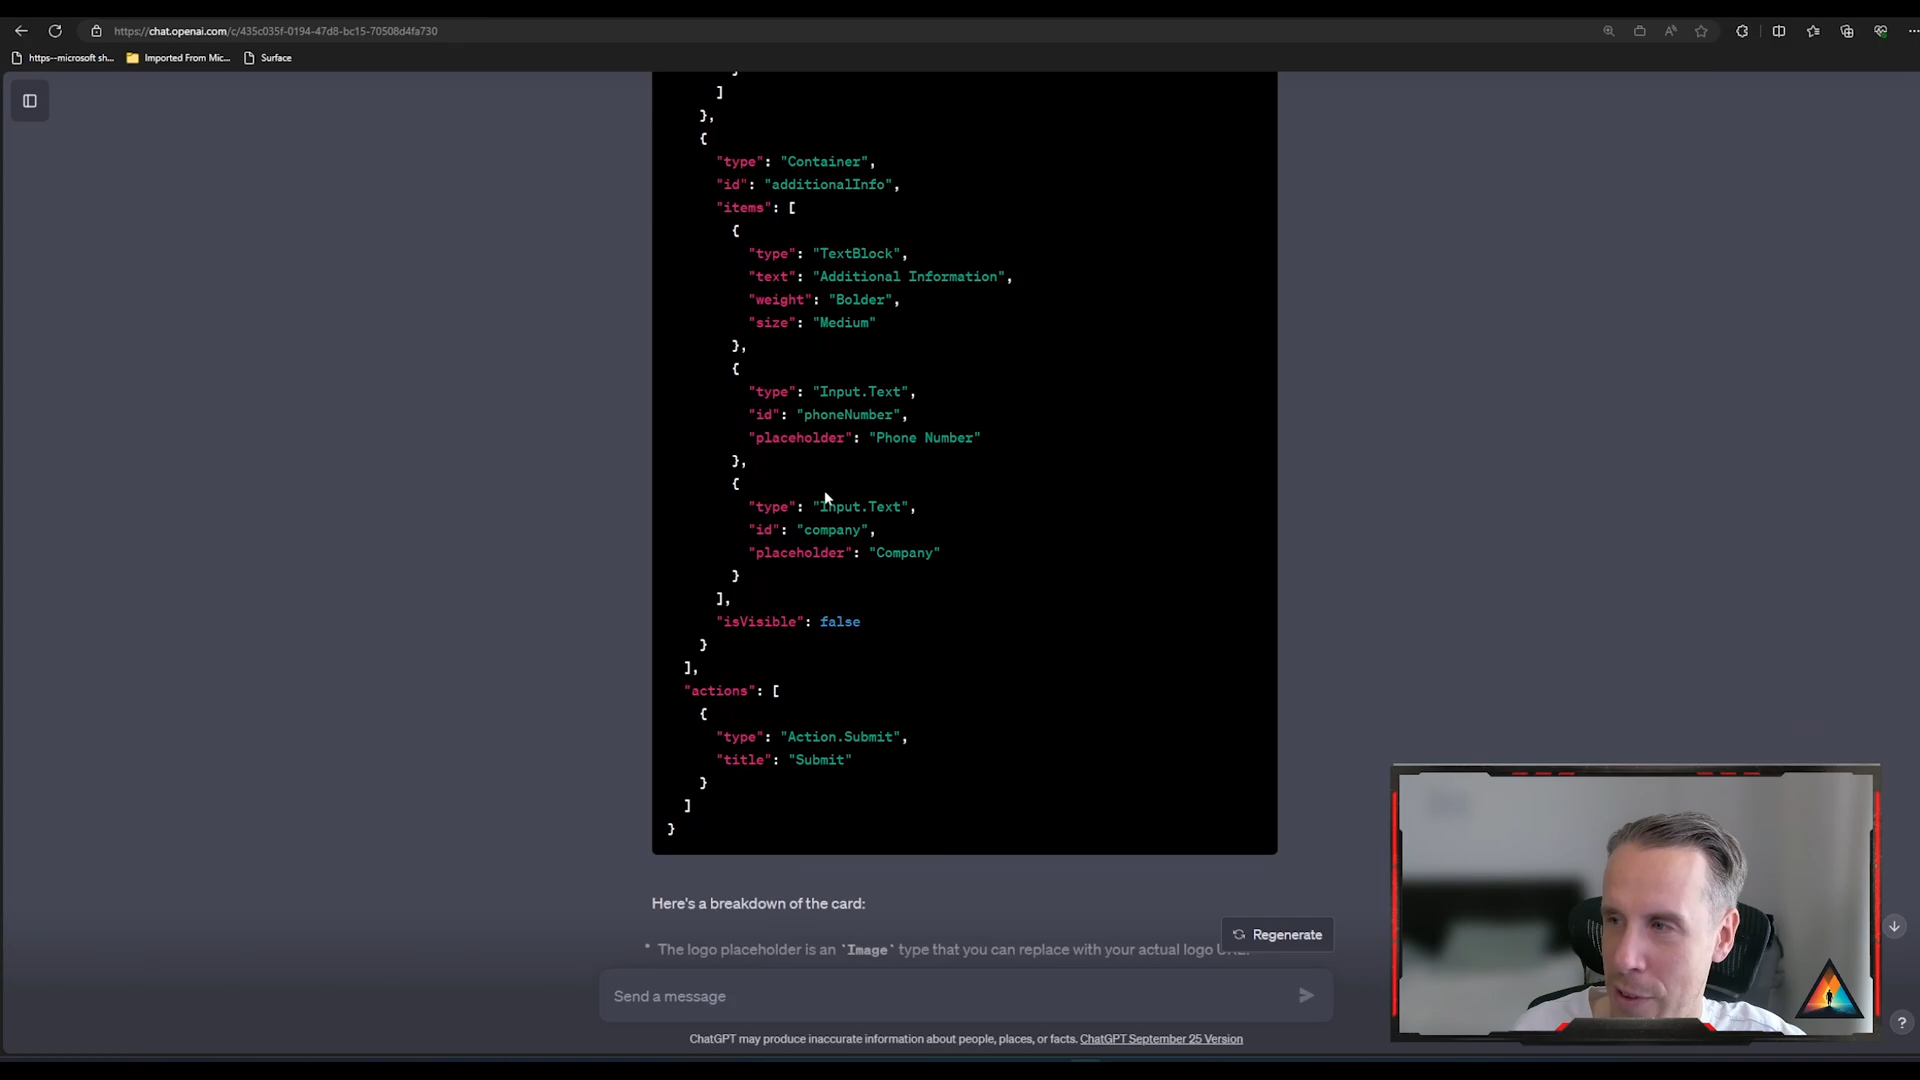 https://chat.openai.com/c/435c035f-0194-47d8-bc15-70508d4fa730
https--microsoft sh...
Imported From Mic...
Surface
]
},
{
"type": "Container",
"id": "additionalInfo",
"items": [
{
"type": "TextBlock",
"text": "Additional Information",
"weight": "Bolder",
"size": "Medium"
},
{
"type": "Input.Text",
"id": "phoneNumber",
"placeholder": "Phone Number"
},
{
"type": "Input.Text",
"id": "company",
"placeholder": "Company"
}
],
"isVisible": false
}
],
"actions": [
{
"type": "Action.Submit",
"title": "Submit"
}
]
}
Here's a breakdown of the card:
Regenerate
• The logo placeholder is an `Image` type that you can replace with your actual logo URL.
Send a message
ChatGPT may produce inaccurate information about people, places, or facts. ChatGPT September 25 Version
?